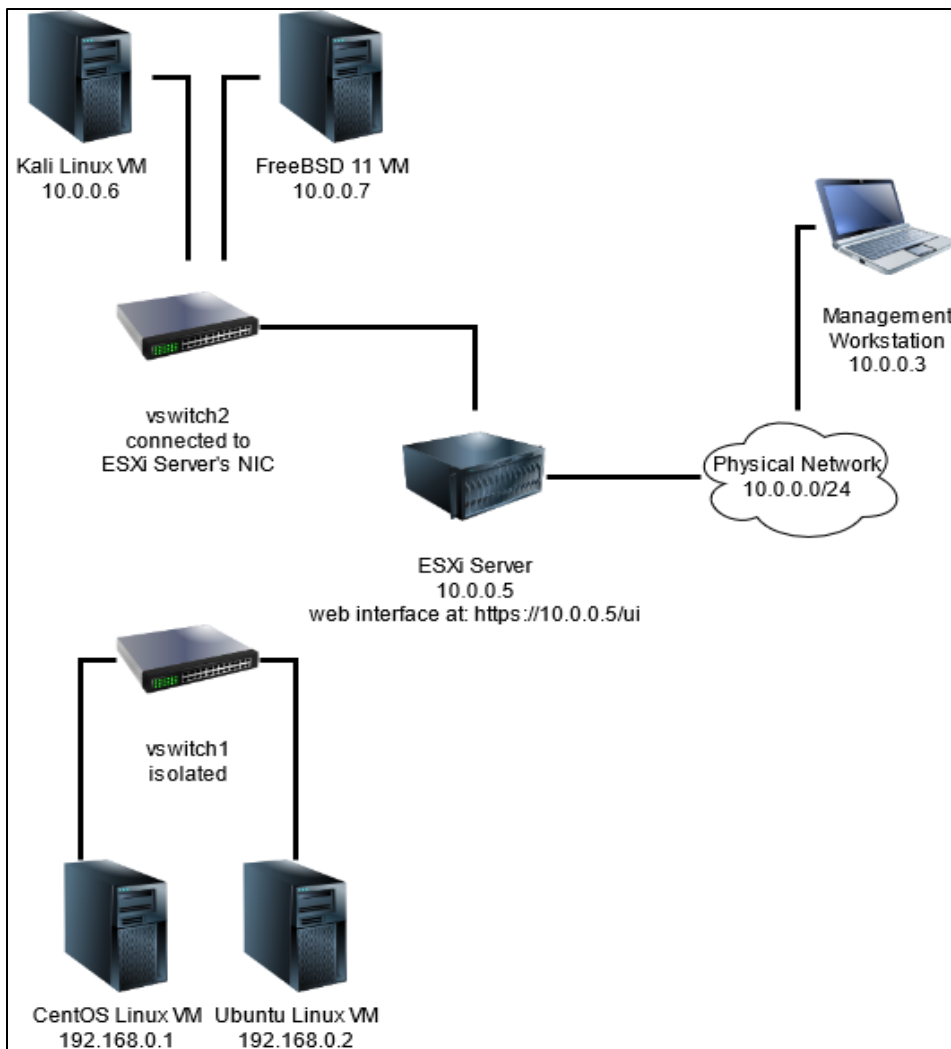 Kali Linux VM
10.0.0.6
FreeBSD 11 VM
10.0.0.7
Management
Workstation
10.0.0.3
vswitch2
connected to
ESXi Server's NIC
Physical Network
10.0.0.0/24
ESXi Server
10.0.0.5
web interface at: https://10.0.0.5/ui
vswitch1
isolated
CentOS Linux VM
192.168.0.1
Ubuntu Linux VM
192.168.0.2